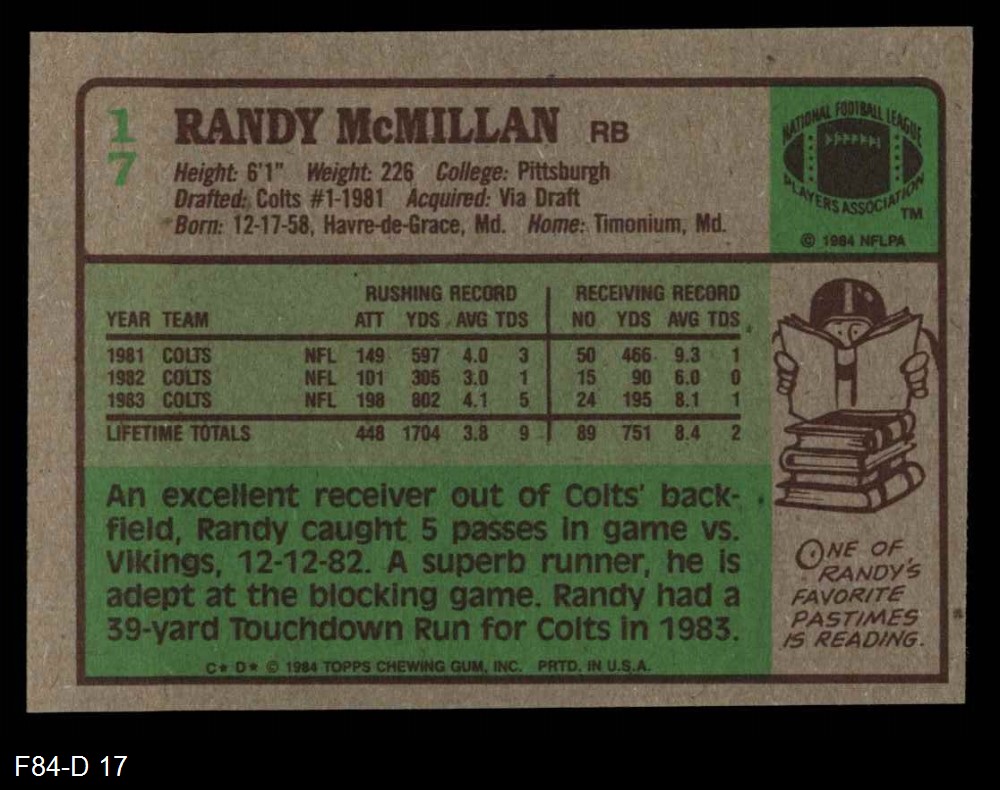 17
RANDY McMILLAN RB
Height: 6'1" Weight: 226 College: Pittsburgh
Drafted: Colts #1-1981 Acquired: Via Draft
Born: 12-17-58, Havre-de-Grace, Md. Home: Timonium, Md.
NATIONAL FOOTBALL LEAGUE
PLAYERS ASSOCIATION
TM
© 1984 NFLPA
RUSHING RECORD RECEIVING RECORD
YEAR TEAM ATT YDS AVG TDS NO YDS AVG TDS
1981 COLTS NFL 149 597 4.0 3 50 466 9.3 1
1982 COLTS NFL 101 305 3.0 1 15 90 6.0 0
1983 COLTS NFL 198 802 4.1 5 24 195 8.1 1
LIFETIME TOTALS 448 1704 3.8 9 89 751 8.4 2
An excellent receiver out of Colts' back-
field, Randy caught 5 passes in game vs.
Vikings, 12-12-82. A superb runner, he is
adept at the blocking game. Randy had a
39-yard Touchdown Run for Colts in 1983.
C* D* © 1984 TOPPS CHEWING GUM, INC. PRTD. IN U.S.A.
ONE OF
RANDY'S
FAVORITE
PASTIMES
IS READING.
F84-D 17